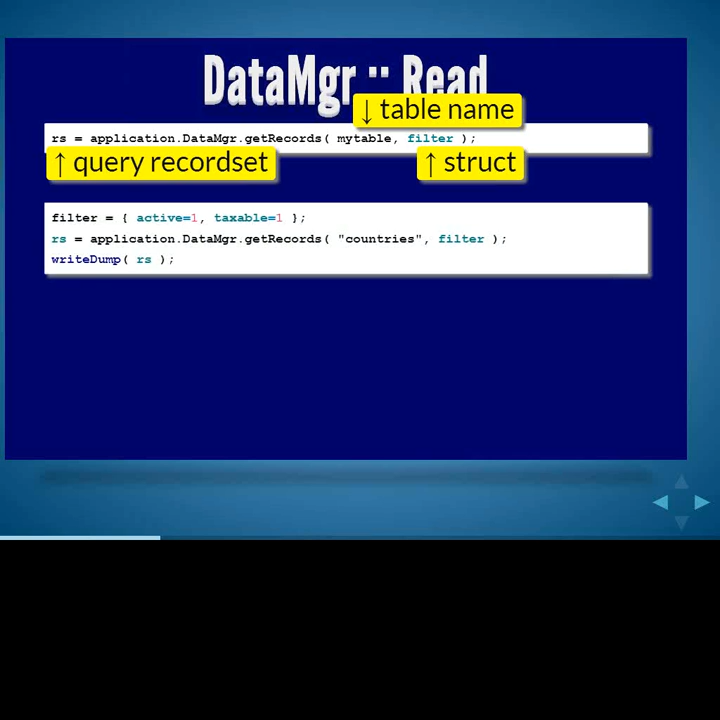 DataMgr :: Read
↓ table name
rs = application.DataMgr.getRecords( mytable, filter );
↑ query recordset ↑ struct
filter = { active=1, taxable=1 };
rs = application.DataMgr.getRecords( "countries", filter );
writeDump( rs );